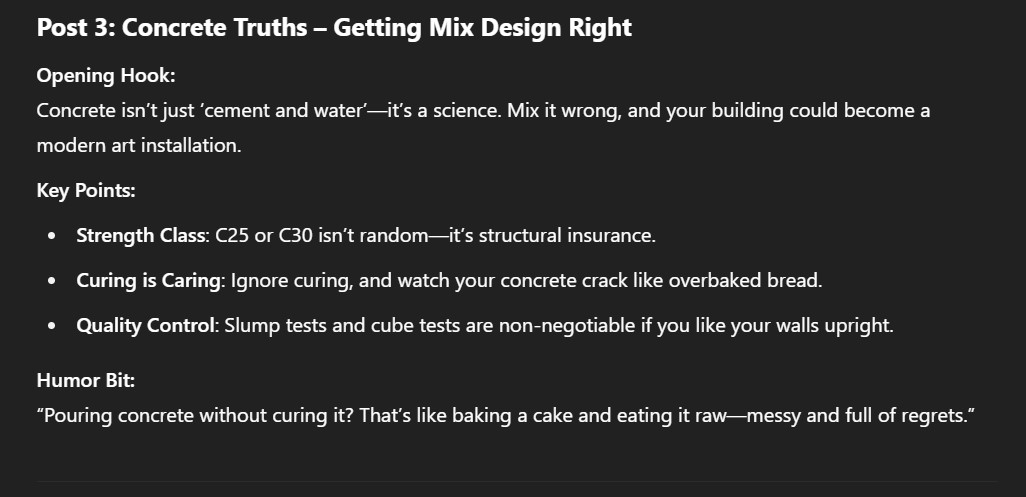 Post 3: Concrete Truths – Getting Mix Design Right
Opening Hook:
Concrete isn’t just ‘cement and water’—it’s a science. Mix it wrong, and your building could become a
modern art installation.
Key Points:
• Strength Class: C25 or C30 isn’t random—it’s structural insurance.
• Curing is Caring: Ignore curing, and watch your concrete crack like overbaked bread.
• Quality Control: Slump tests and cube tests are non-negotiable if you like your walls upright.
Humor Bit:
“Pouring concrete without curing it? That’s like baking a cake and eating it raw—messy and full of regrets.”